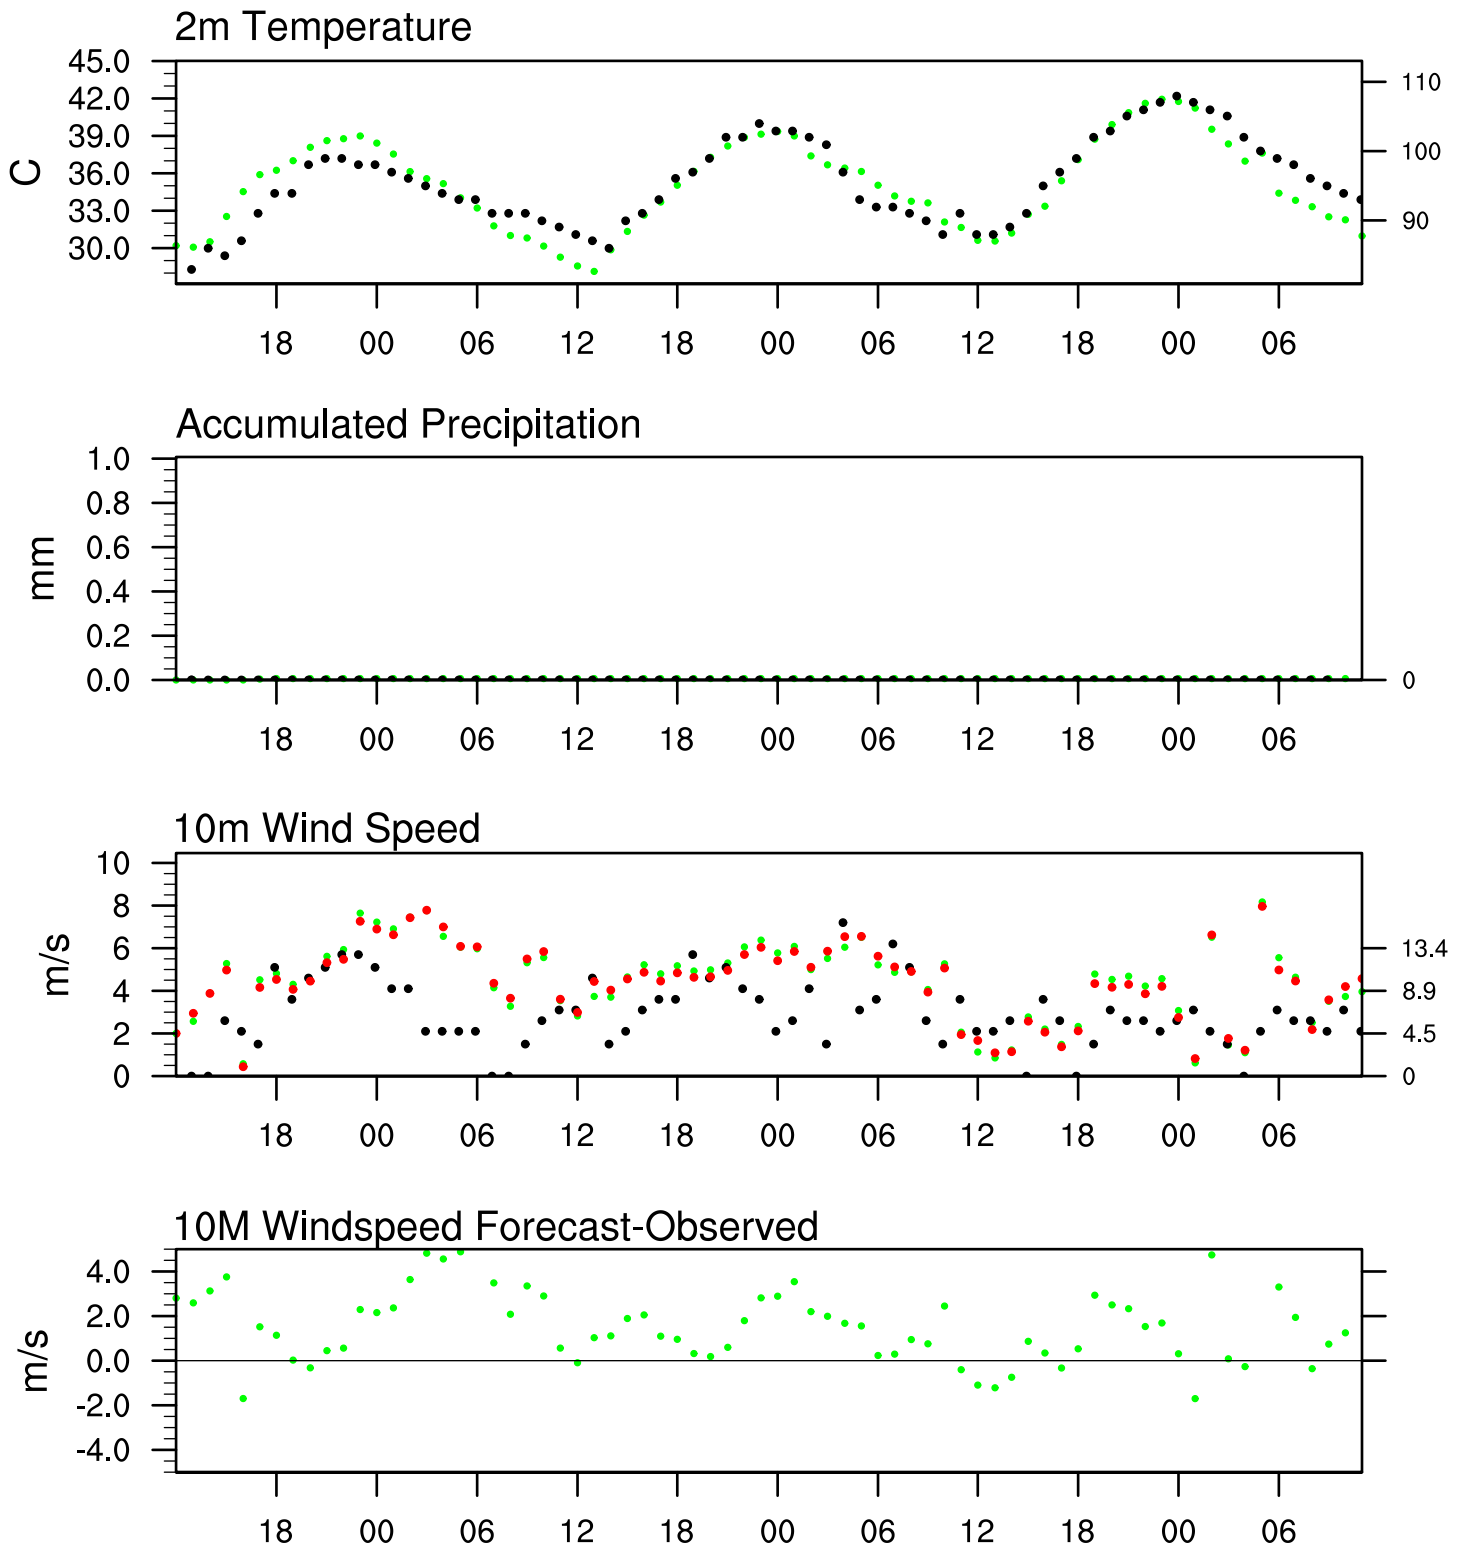 2m Temperature
45.0
42.0
39.0
36.0
33.0
30.0
C
110
100
90
18 00 06 12 18 00 06 12 18 00 06
Accumulated Precipitation
1.0
0.8
0.6
0.4
0.2
0.0
mm
0
18 00 06 12 18 00 06 12 18 00 06
10m Wind Speed
10
8
6
4
2
0
m/s
13.4
8.9
4.5
0
18 00 06 12 18 00 06 12 18 00 06
10M Windspeed Forecast-Observed
4.0
2.0
0.0
-2.0
-4.0
m/s
18 00 06 12 18 00 06 12 18 00 06